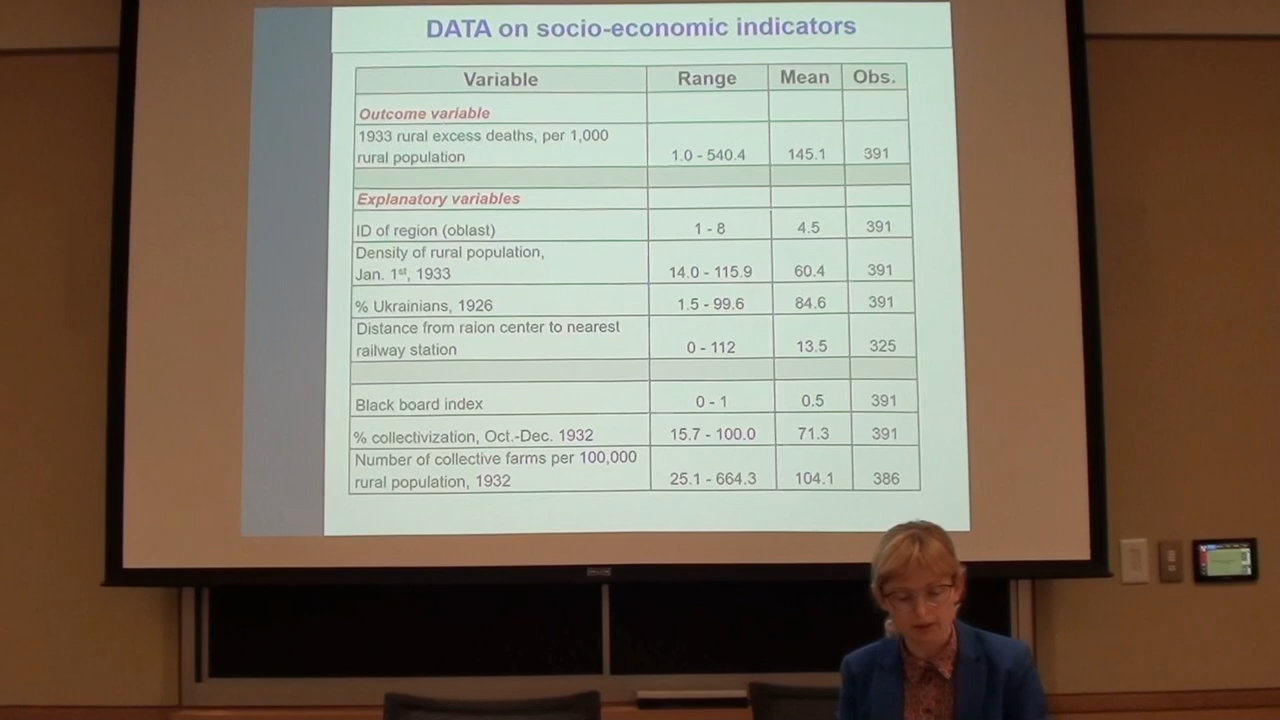 DATA on socio-economic indicators
Variable Range Mean Obs.
Outcome variable
1933 rural excess deaths, per 1,000
rural population 1.0 - 540.4 145.1 391
Explanatory variables
ID of region (oblast) 1 - 8 4.5 391
Density of rural population,
Jan. 1st, 1933 14.0 - 115.9 60.4 391
% Ukrainians, 1926 1.5 - 99.6 84.6 391
Distance from raion center to nearest
railway station 0 - 112 13.5 325
Black board index 0 - 1 0.5 391
% collectivization, Oct.-Dec. 1932 15.7 - 100.0 71.3 391
Number of collective farms per 100,000
rural population, 1932 25.1 - 664.3 104.1 386